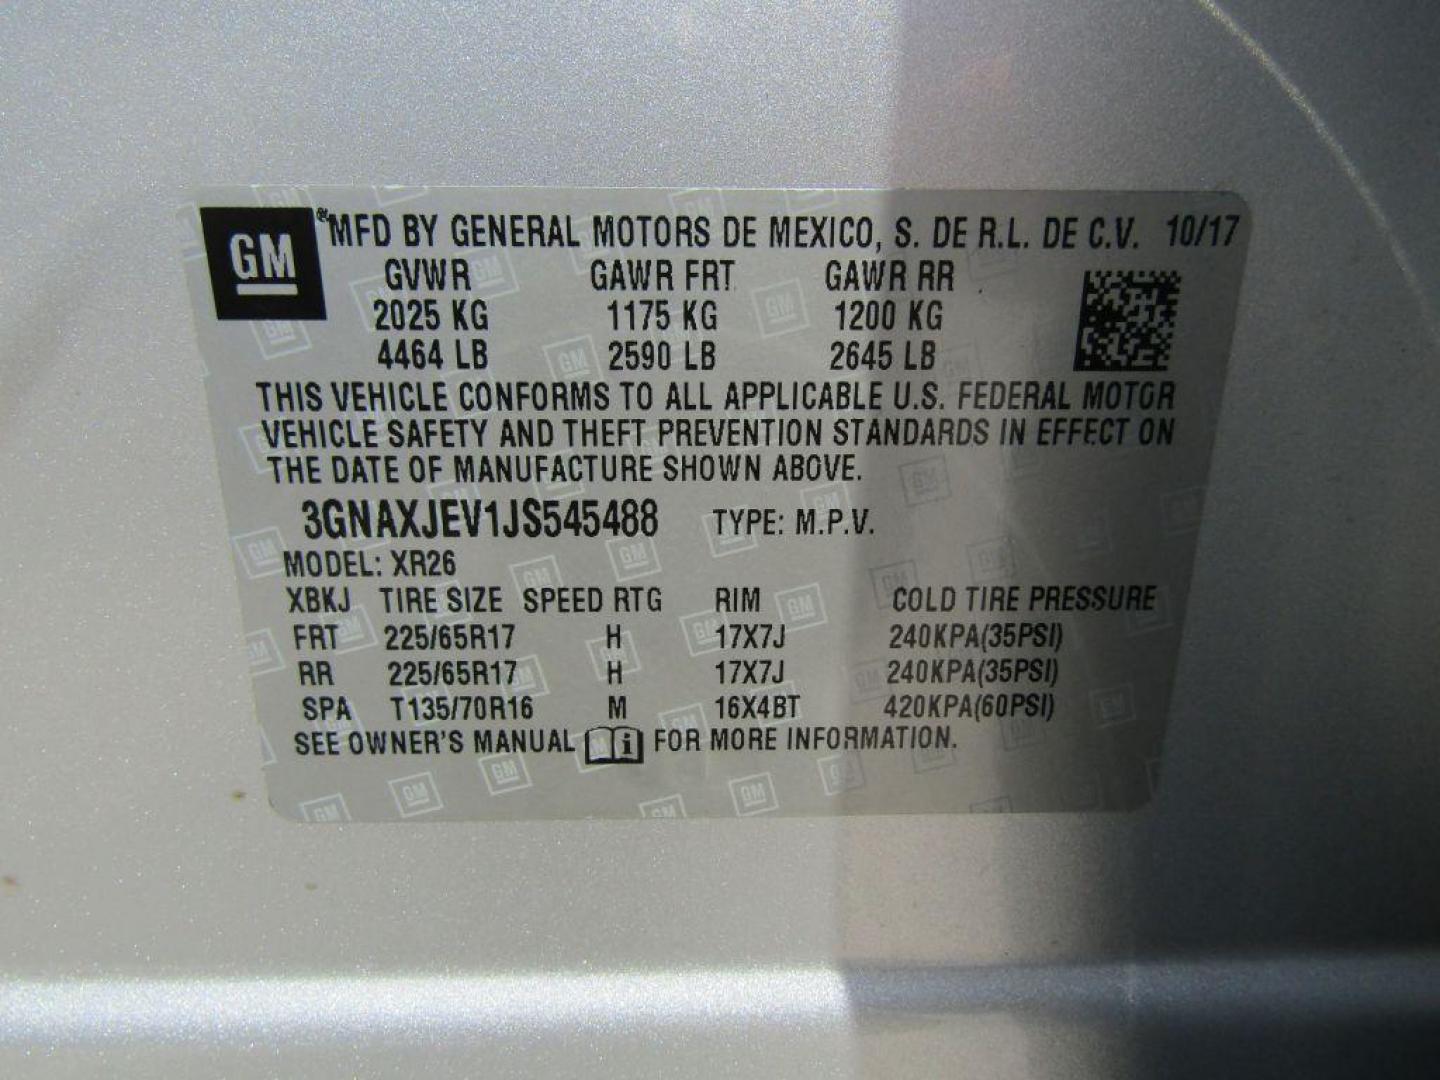 GM ® MFD BY GENERAL MOTORS DE MEXICO, S. DE R.L. DE C.V. 10/17
GVWR GAWR FRT GAWR RR
2025 KG 1175 KG 1200 KG
4464 LB 2590 LB 2645 LB
THIS VEHICLE CONFORMS TO ALL APPLICABLE U.S. FEDERAL MOTOR
VEHICLE SAFETY AND THEFT PREVENTION STANDARDS IN EFFECT ON
THE DATE OF MANUFACTURE SHOWN ABOVE.
3GNAXJEV1JS545488 TYPE: M.P.V.
MODEL: XR26
XBKJ TIRE SIZE SPEED RTG RIM COLD TIRE PRESSURE
FRT 225/65R17 H 17X7J 240KPA(35PSI)
RR 225/65R17 H 17X7J 240KPA(35PSI)
SPA T135/70R16 M 16X4BT 420KPA(60PSI)
SEE OWNER'S MANUAL i FOR MORE INFORMATION.